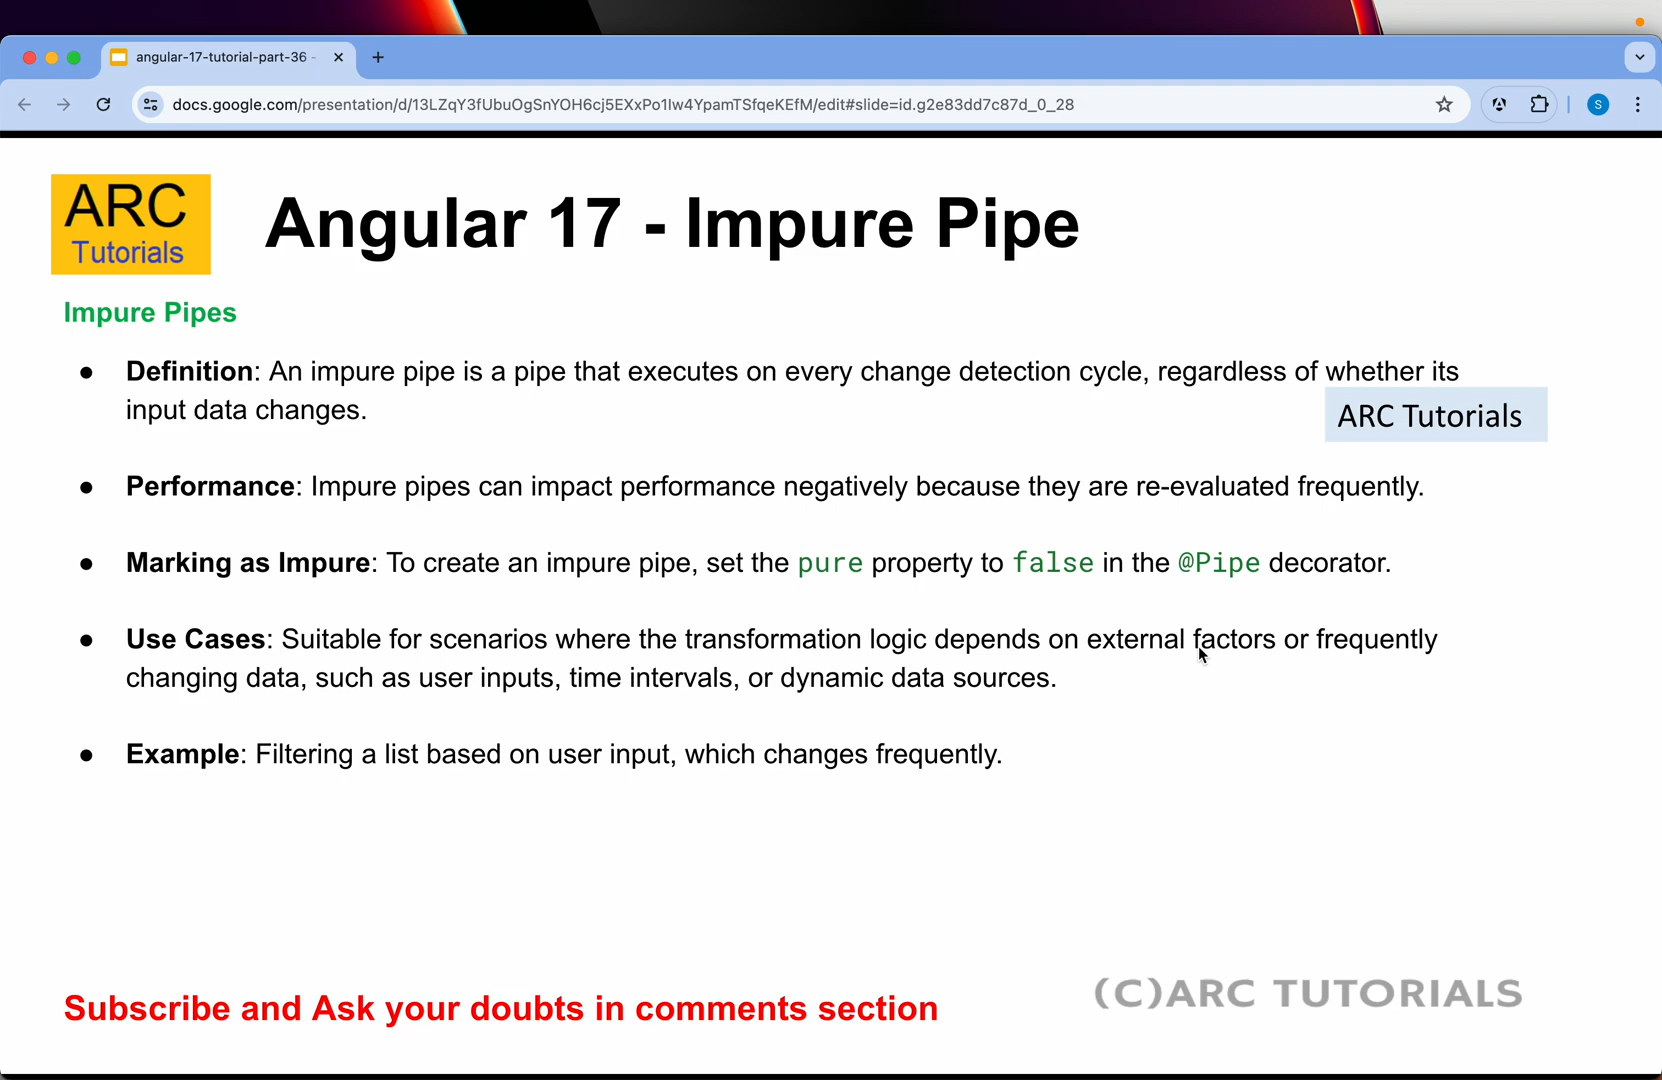 angular-17-tutorial-part-36 -
docs.google.com/presentation/d/13LZqY3fUbuOgSnYOH6cj5EXxPo1Iw4YpamTSfqeKEfM/edit#slide=id.g2e83dd7c87d_0_28
S
ARC
Tutorials
Angular 17 - Impure Pipe
Impure Pipes
● Definition: An impure pipe is a pipe that executes on every change detection cycle, regardless of whether its
input data changes.
ARC Tutorials
● Performance: Impure pipes can impact performance negatively because they are re-evaluated frequently.
● Marking as Impure: To create an impure pipe, set the pure property to false in the @Pipe decorator.
● Use Cases: Suitable for scenarios where the transformation logic depends on external factors or frequently
changing data, such as user inputs, time intervals, or dynamic data sources.
● Example: Filtering a list based on user input, which changes frequently.
(C)ARC TUTORIALS
Subscribe and Ask your doubts in comments section